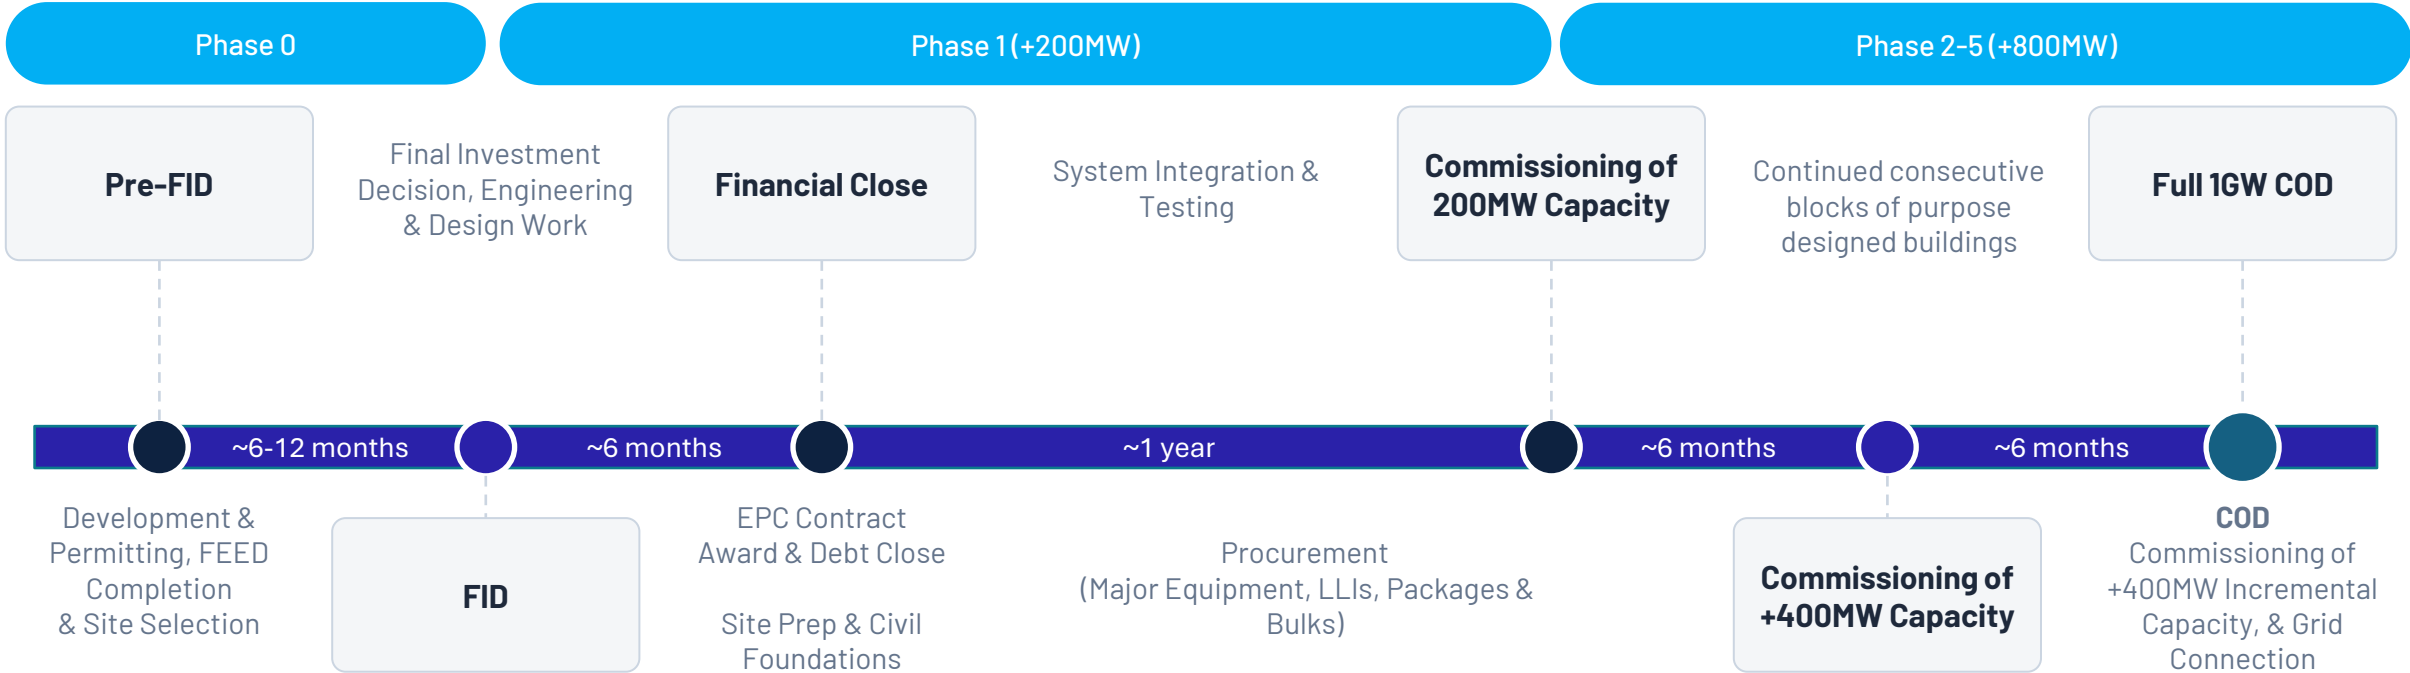 Phase 0
Phase 1 (+200MW)
Phase 2-5 (+800MW)
Pre-FID
Final Investment
Decision, Engineering
& Design Work
Financial Close
System Integration &
Testing
Commissioning of
200MW Capacity
Continued consecutive
blocks of purpose
designed buildings
Full 1GW COD
~6-12 months
~6 months
~1 year
~6 months
~6 months
Development &
Permitting, FEED
Completion
& Site Selection
FID
EPC Contract
Award & Debt Close
Site Prep & Civil
Foundations
Procurement
(Major Equipment, LLIs, Packages &
Bulks)
Commissioning of
+400MW Capacity
COD
Commissioning of
+400MW Incremental
Capacity, & Grid
Connection